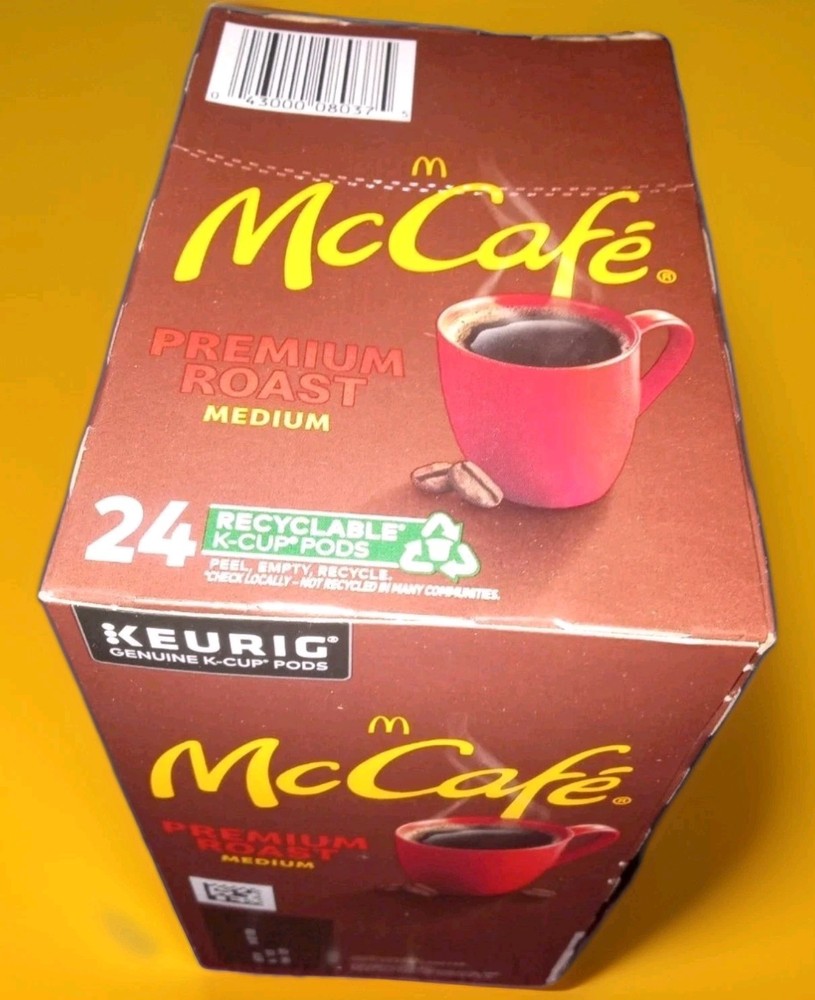 0 43000 08037 5
McCafé®
PREMIUM
ROAST
MEDIUM
24 RECYCLABLE*
K-CUP® PODS
PEEL, EMPTY, RECYCLE.
*CHECK LOCALLY – NOT RECYCLED IN MANY COMMUNITIES.
KEURIG®
GENUINE K-CUP® PODS
McCafé®
PREMIUM
ROAST
MEDIUM